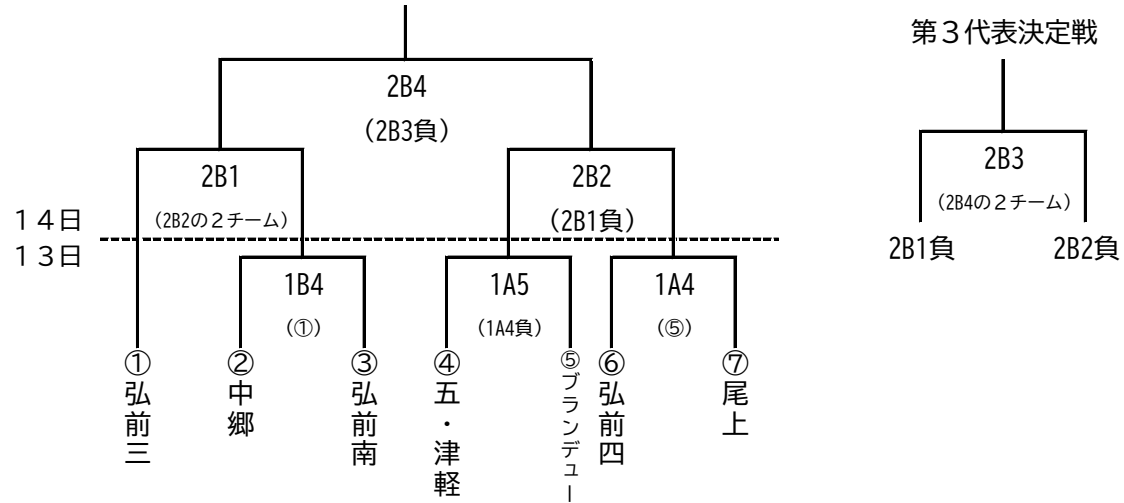 第３代表決定戦
2B4
(2B3負)
2B1
(2B2の２チーム)
2B2
(2B1負)
2B3
(2B4の２チーム)
2B1負
2B2負
１４日
１３日
1B4
(①)
1A5
(1A4負)
1A4
(⑤)
①弘前三
②中郷
③弘前南
④五・津軽
⑤ブランデュー
⑥弘前四
⑦尾上